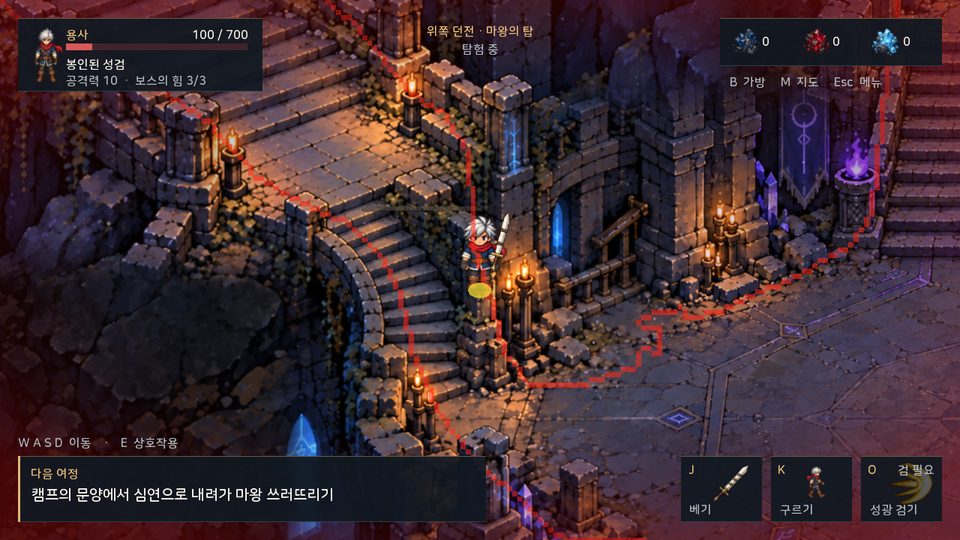 용사 100 / 700
봉인된 성검
공격력 10 · 보스의 힘 3/3
위쪽 던전 · 마왕의 탑
탐험 중
0 0 0
B 가방 M 지도 Esc 메뉴
W A S D 이동 · E 상호작용
다음 여정
캠프의 문양에서 심연으로 내려가 마왕 쓰러뜨리기
J
베기
K
구르기
O 검 필요
성광 검기